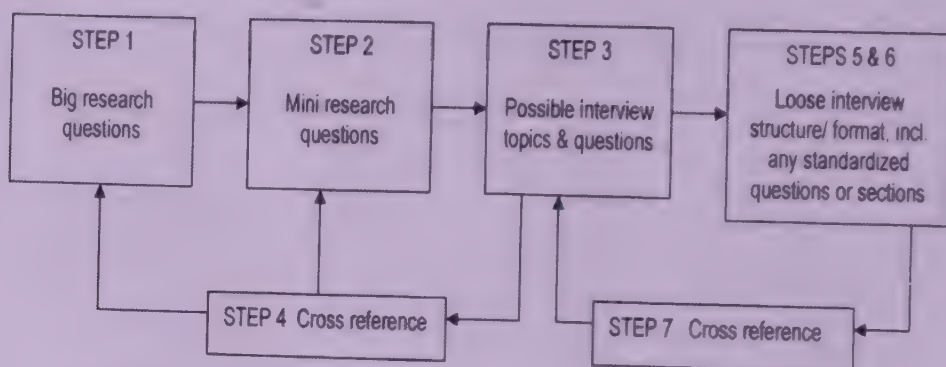 STEP 1
Big research
questions
STEP 2
Mini research
questions
STEP 3
Possible interview
topics & questions
STEPS 5 & 6
Loose interview
structure/ format, incl.
any standardized
questions or sections
STEP 4 Cross reference
STEP 7 Cross reference